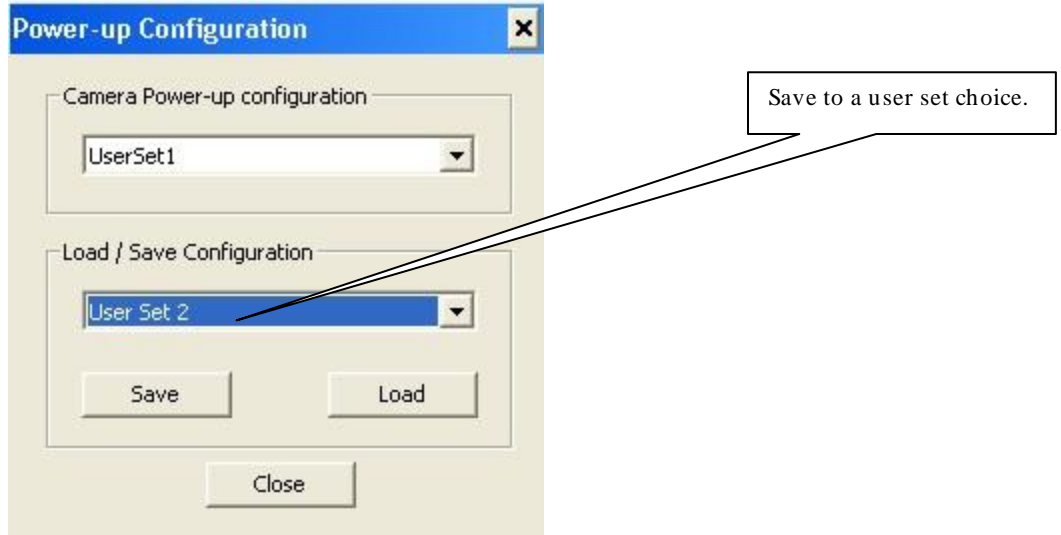 Power-up Configuration
Camera Power-up configuration
UserSet1
Load / Save Configuration
User Set 2
Save Load
Close
Save to a user set choice.